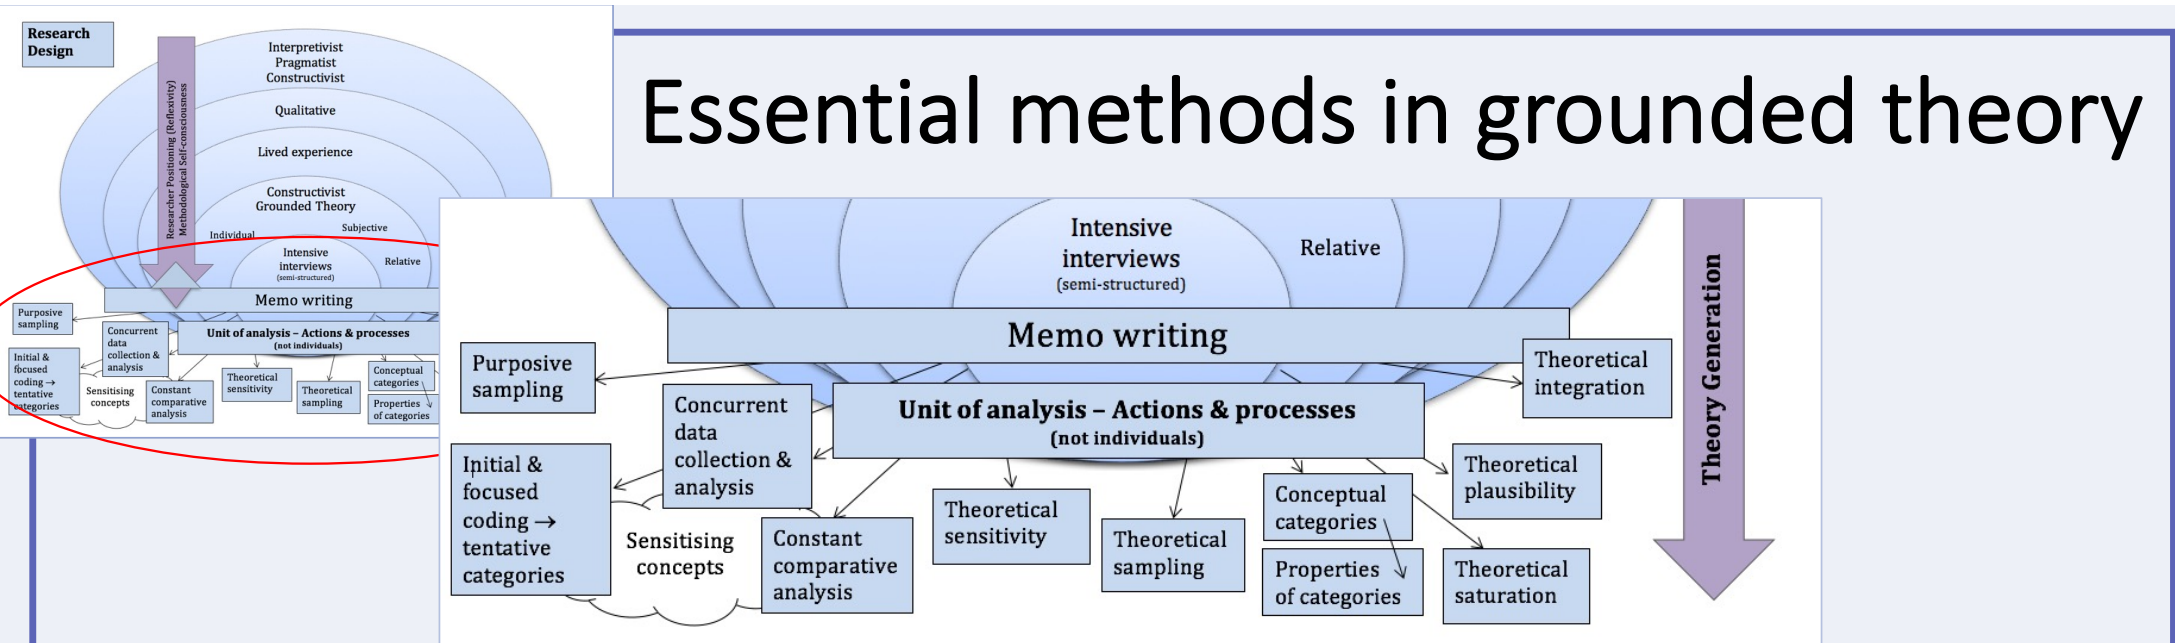 Essential methods in grounded theory
Research
Design
Researcher Positioning (Reflexivity)
Methodological Self-consciousness
Interpretivist
Pragmatist
Constructivist
Qualitative
Lived experience
Constructivist
Grounded Theory
Individual
Subjective
Intensive
interviews
(semi-structured)
Relative
Memo writing
Purposive
sampling
Concurrent
data
collection &
analysis
Unit of analysis – Actions & processes
(not individuals)
Initial &
focused
coding →
tentative
categories
Sensitising
concepts
Constant
comparative
analysis
Theoretical
sensitivity
Theoretical
sampling
Conceptual
categories
Properties
of categories
Intensive
interviews
(semi-structured)
Relative
Memo writing
Purposive
sampling
Concurrent
data
collection &
analysis
Unit of analysis – Actions & processes
(not individuals)
Theoretical
integration
Initial &
focused
coding →
tentative
categories
Sensitising
concepts
Constant
comparative
analysis
Theoretical
sensitivity
Theoretical
sampling
Conceptual
categories
Properties
of categories
Theoretical
plausibility
Theoretical
saturation
Theory Generation